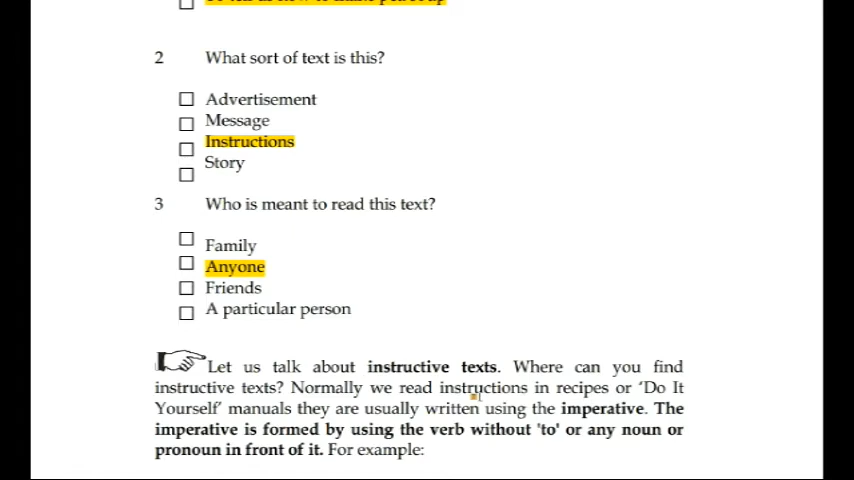 2 What sort of text is this?
Advertisement
Message
Instructions
Story
3 Who is meant to read this text?
Family
Anyone
Friends
A particular person
Let us talk about instructive texts. Where can you find
instructive texts? Normally we read instructions in recipes or ‘Do It
Yourself’ manuals they are usually written using the imperative. The
imperative is formed by using the verb without 'to' or any noun or
pronoun in front of it. For example: